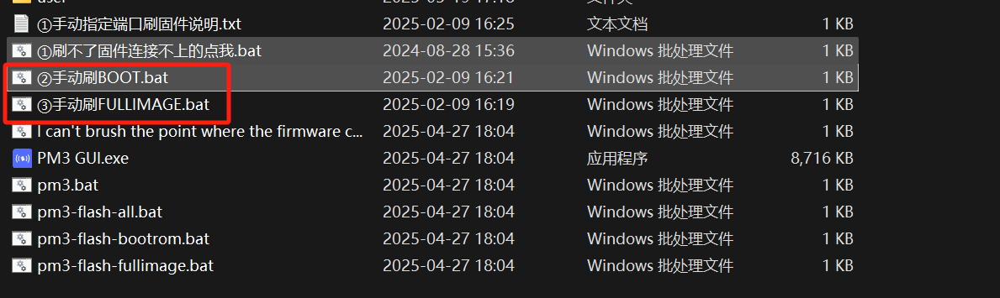 ①手动指定端口刷固件说明.txt 2025-02-09 16:25 文本文档 1 KB
①刷不了固件连接不上的点我.bat 2024-08-28 15:36 Windows 批处理文件 1 KB
②手动刷BOOT.bat 2025-02-09 16:21 Windows 批处理文件 1 KB
③手动刷FULLIMAGE.bat 2025-02-09 16:19 Windows 批处理文件 1 KB
I can't brush the point where the firmware c... 2025-04-27 18:04 Windows 批处理文件 1 KB
PM3 GUI.exe 2025-04-27 18:04 应用程序 8,716 KB
pm3.bat 2025-04-27 18:04 Windows 批处理文件 1 KB
pm3-flash-all.bat 2025-04-27 18:04 Windows 批处理文件 1 KB
pm3-flash-bootrom.bat 2025-04-27 18:04 Windows 批处理文件 1 KB
pm3-flash-fullimage.bat 2025-04-27 18:04 Windows 批处理文件 1 KB